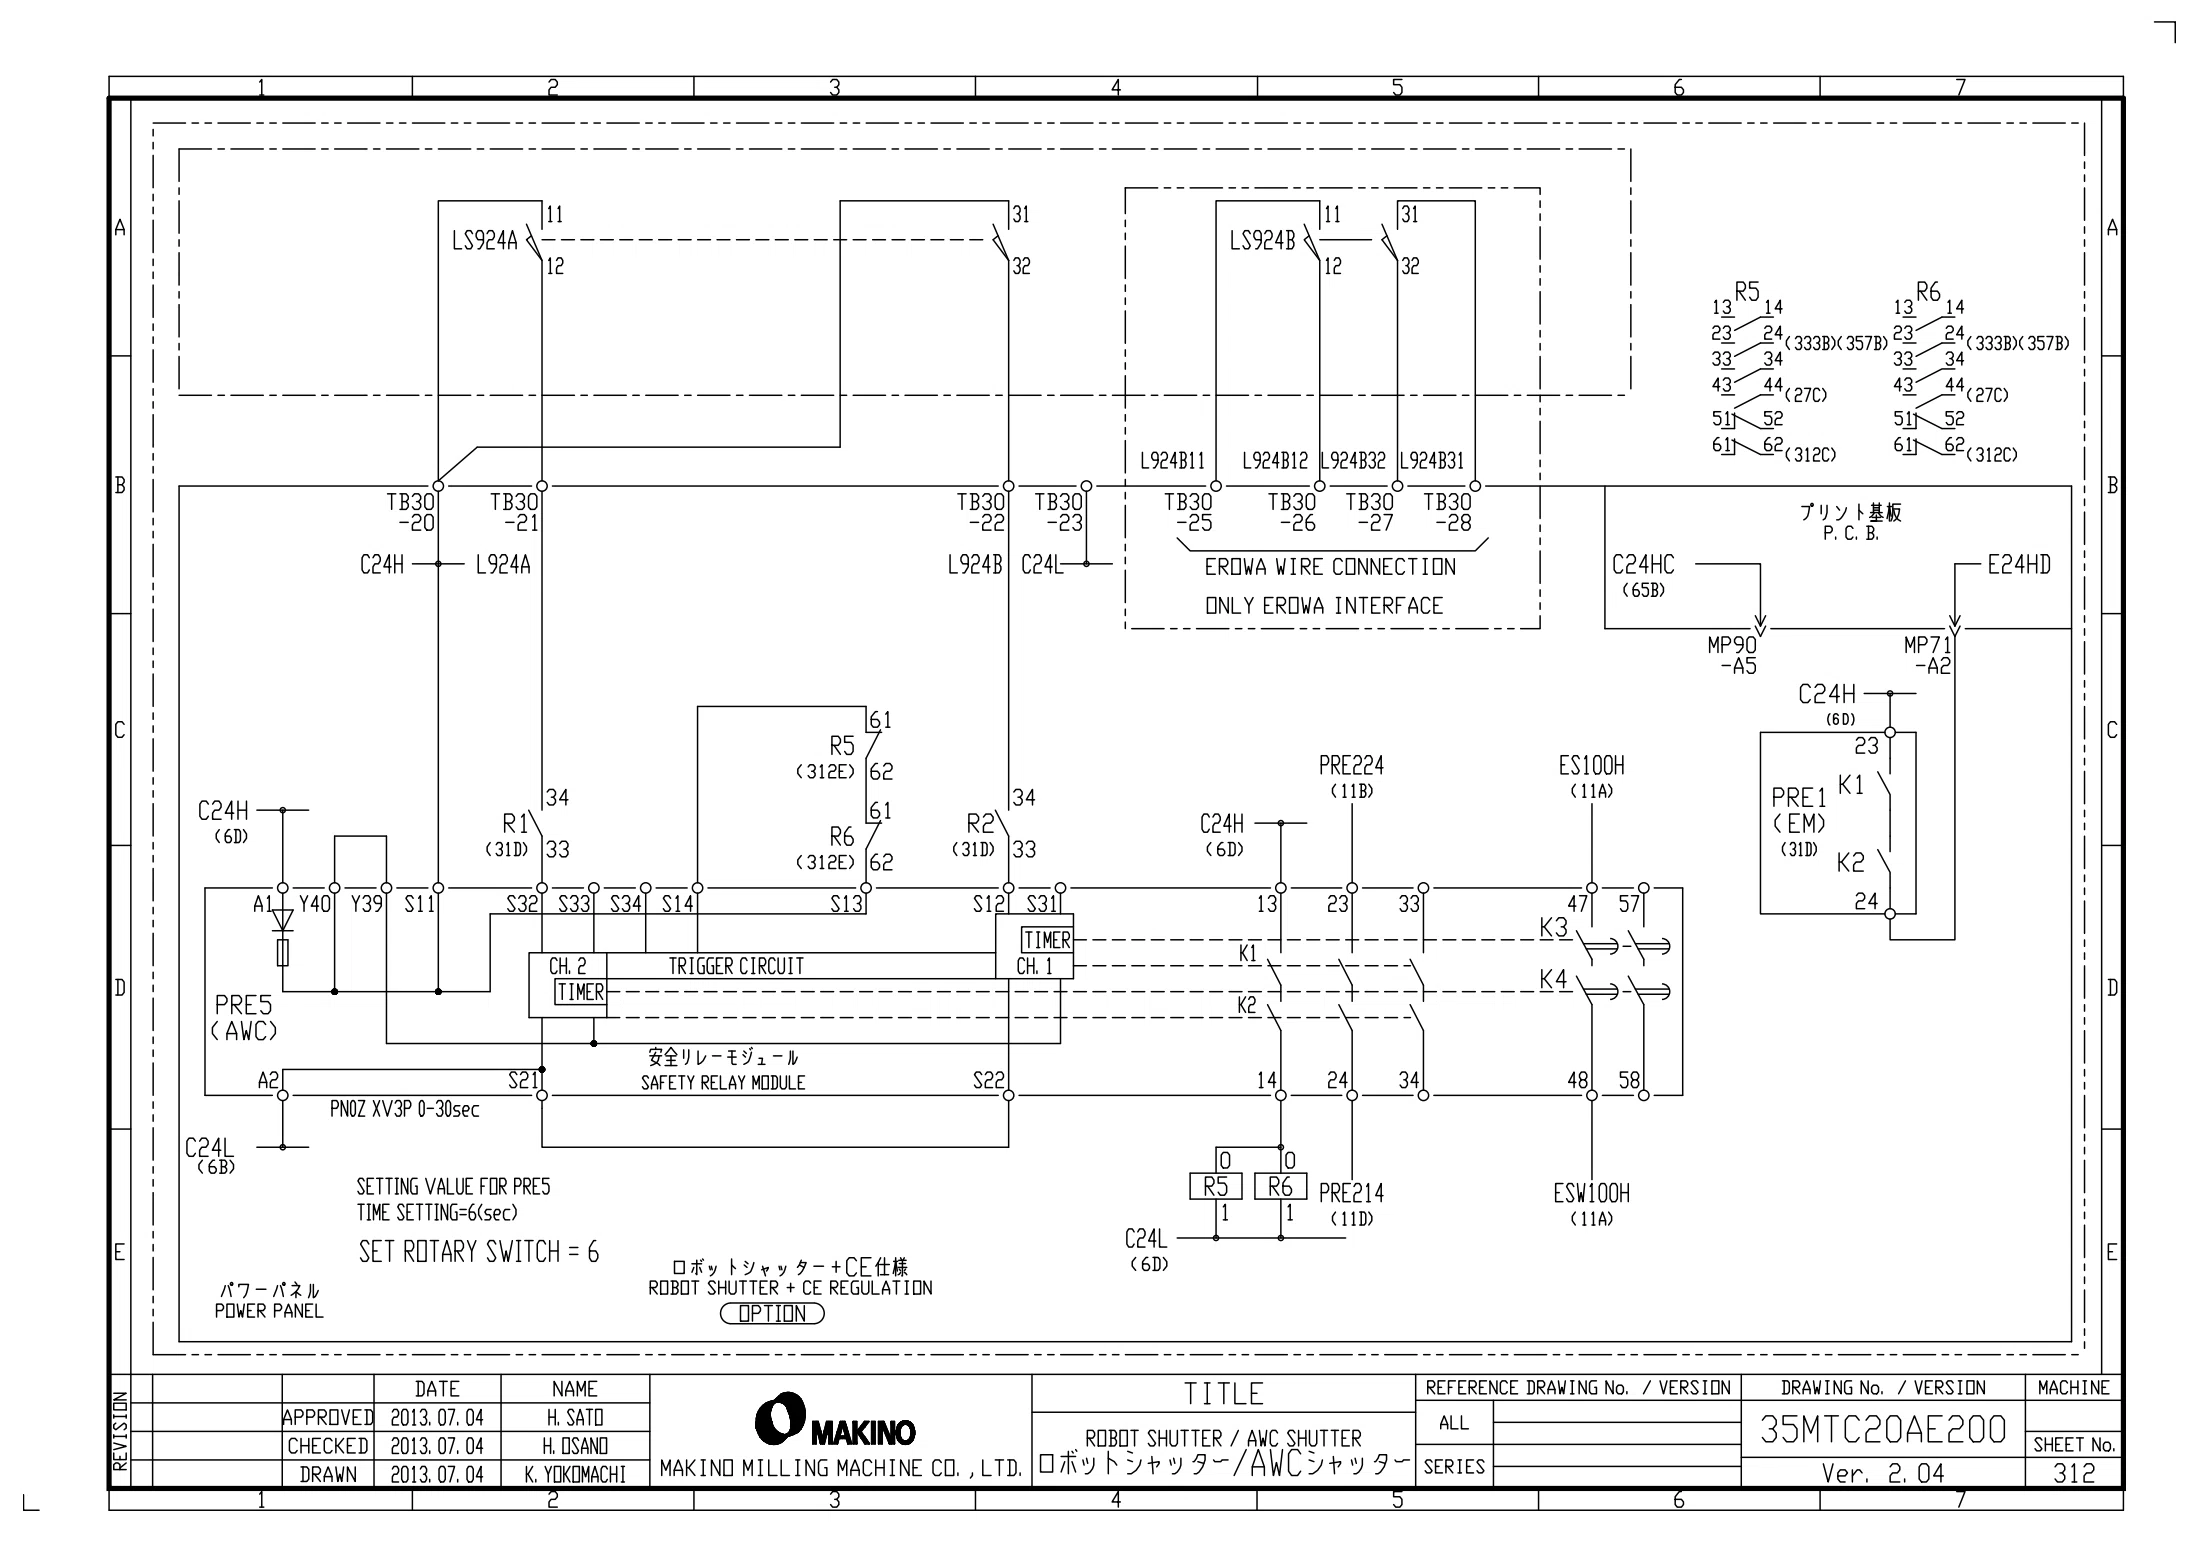 1 2 3 4 5 6 7
A A
11 31 11 31
LS924A LS924B
12 32 12 32
R5 R6
13 14 13 14
23 24 (333B)(357B) 23 24 (333B)(357B)
33 34 33 34
43 44 (27C) 43 44 (27C)
51 52 51 52
61 62 (312C) 61 62 (312C)
L924B11 L924B12 L924B32 L924B31
B B
TB30 TB30 TB30 TB30 TB30 TB30 TB30 TB30
-20 -21 -22 -23 -25 -26 -27 -28
プリント基板
P. C. B.
C24H L924A L924B C24L
EROWA WIRE CONNECTION
ONLY EROWA INTERFACE
C24HC
(65B)
E24HD
MP90
-A5
MP71
-A2
C24H
(6D)
C C
61
R5
(312E) 62
23
K1
PRE1
(EM)
(31D)
K2
24
PRE224
(11B)
ES100H
(11A)
C24H
(6D)
34
R1
(31D) 33
61
R6
(312E) 62
34
R2
(31D) 33
C24H
(6D)
A1 Y40 Y39 S11 S32 S33 S34 S14 S13 S12 S31 13 23 33 47 57
TIMER K3
CH. 2 TRIGGER CIRCUIT CH. 1 K1
TIMER K4
K2
D D
PRE5
(AWC)
安全リレーモジュール
SAFETY RELAY MODULE
A2 S21 S22 14 24 34 48 58
PNOZ XV3P 0-30sec
C24L
(6B)
0 0
R5 R6
1 1
PRE214
(11D)
ESW100H
(11A)
C24L
(6D)
SETTING VALUE FOR PRE5
TIME SETTING=6(sec)
SET ROTARY SWITCH = 6
E E
ロボットシャッター+CE仕様
ROBOT SHUTTER + CE REGULATION
OPTION
パワーパネル
POWER PANEL
REVISION
DATE NAME
APPROVED 2013. 07. 04 H. SATO
CHECKED 2013. 07. 04 H. OSANO
DRAWN 2013. 07. 04 K. YOKOMACHI
MAKINO
MAKINO MILLING MACHINE CO. , LTD.
TITLE
ROBOT SHUTTER / AWC SHUTTER
ロボットシャッター/AWCシャッター
REFERENCE DRAWING No. / VERSION
ALL
SERIES
DRAWING No. / VERSION
35MTC20AE200
Ver. 2. 04
MACHINE
SHEET No.
312
1 2 3 4 5 6 7